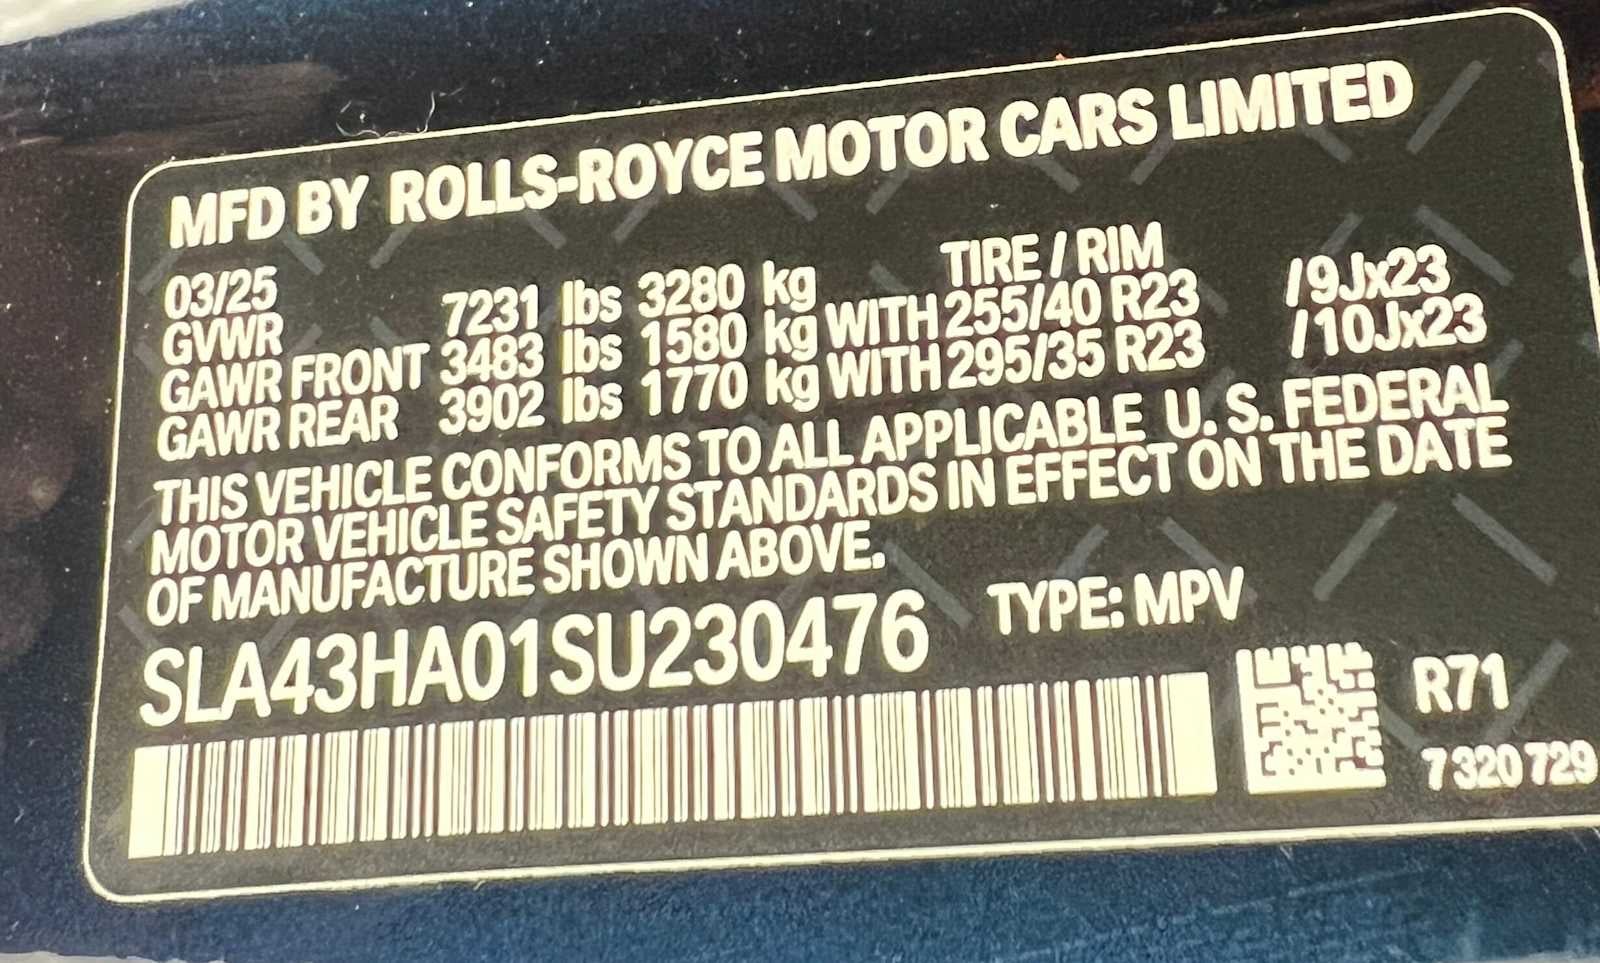 MFD BY ROLLS-ROYCE MOTOR CARS LIMITED
03/25 TIRE / RIM
GVWR 7231 lbs 3280 kg
GAWR FRONT 3483 lbs 1580 kg WITH 255/40 R23 /9Jx23
GAWR REAR 3902 lbs 1770 kg WITH 295/35 R23 /10Jx23
THIS VEHICLE CONFORMS TO ALL APPLICABLE U. S. FEDERAL
MOTOR VEHICLE SAFETY STANDARDS IN EFFECT ON THE DATE
OF MANUFACTURE SHOWN ABOVE.
SLA43HA01SU230476 TYPE: MPV
R71
7320729